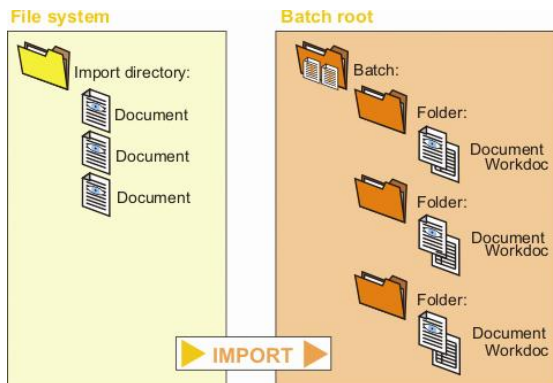 File system
Import directory:
Document
Document
Document
Batch root
Batch:
Folder:
Document
Workdoc
Folder:
Document
Workdoc
Folder:
Document
Workdoc
IMPORT